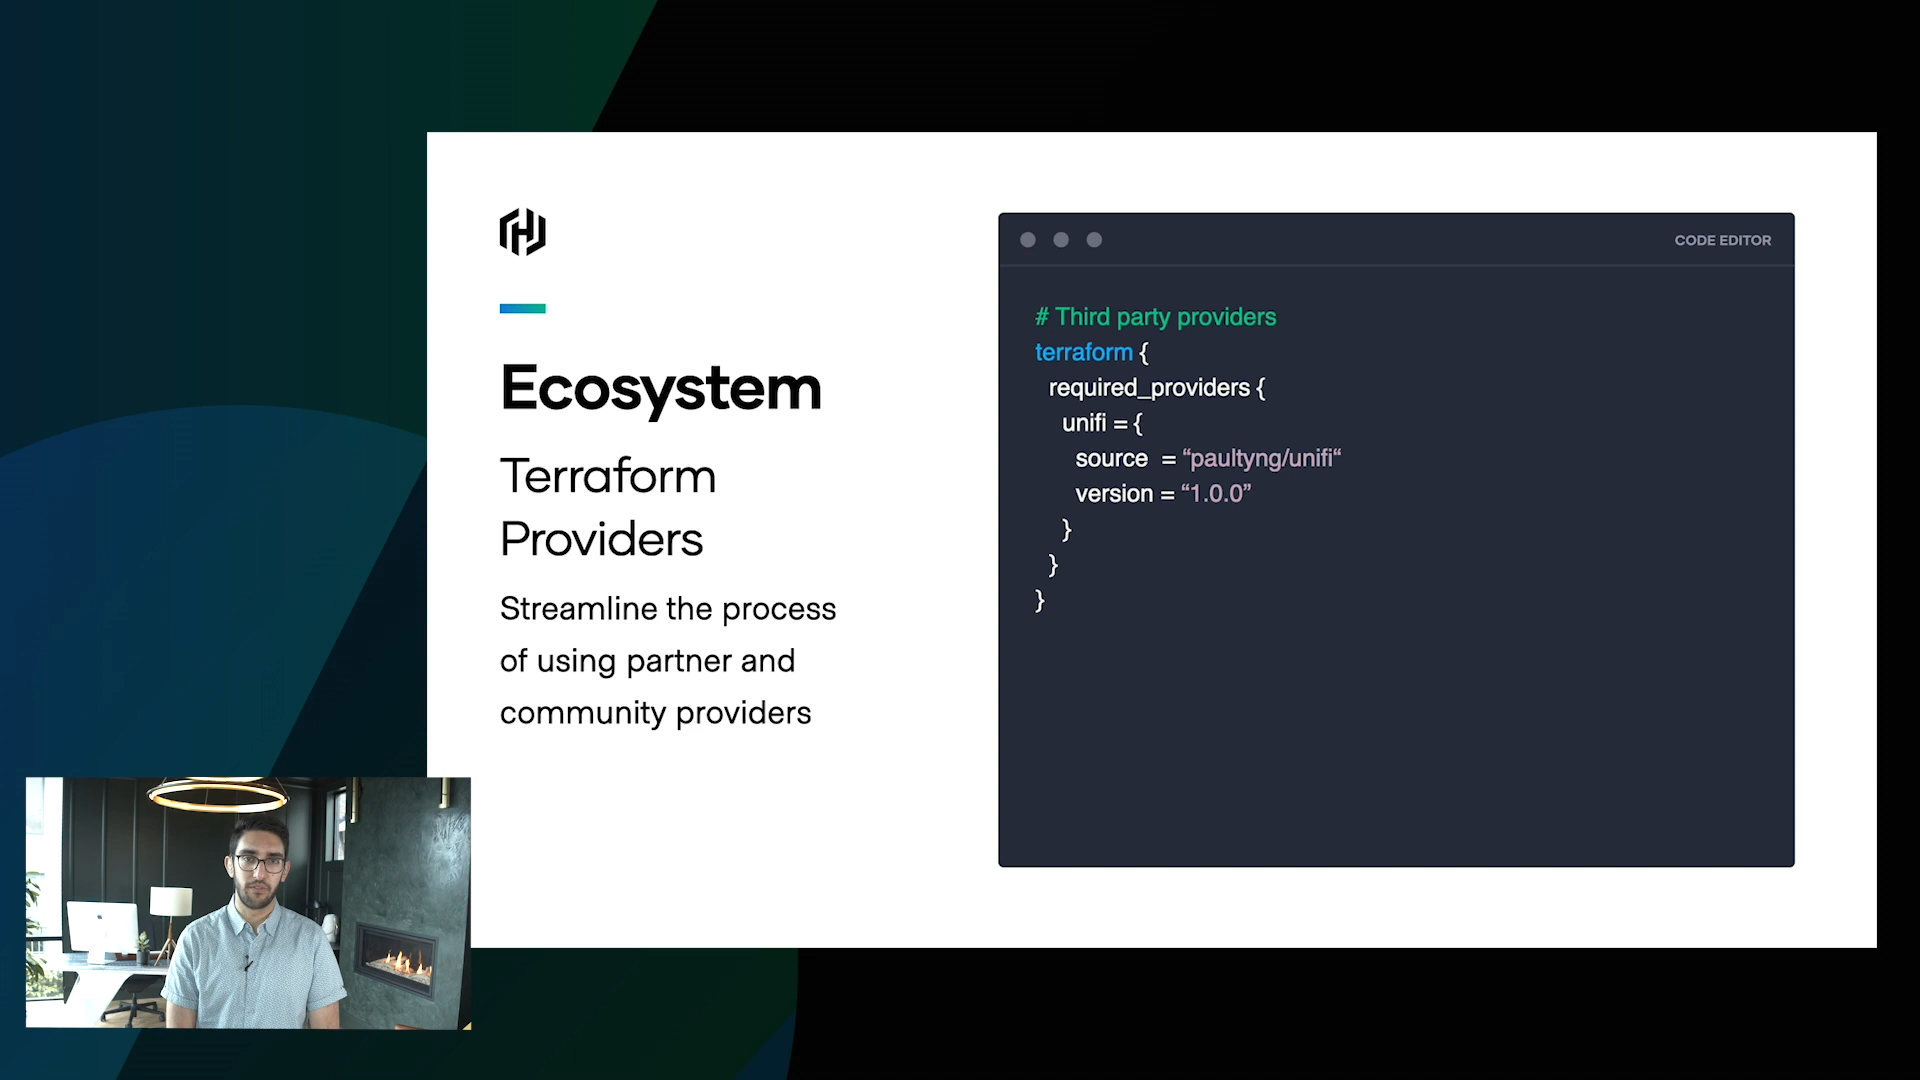 Ecosystem
Terraform
Providers
Streamline the process
of using partner and
community providers
CODE EDITOR
# Third party providers
terraform {
required_providers {
unifi = {
source = “paultyng/unifi“
version = “1.0.0”
}
}
}